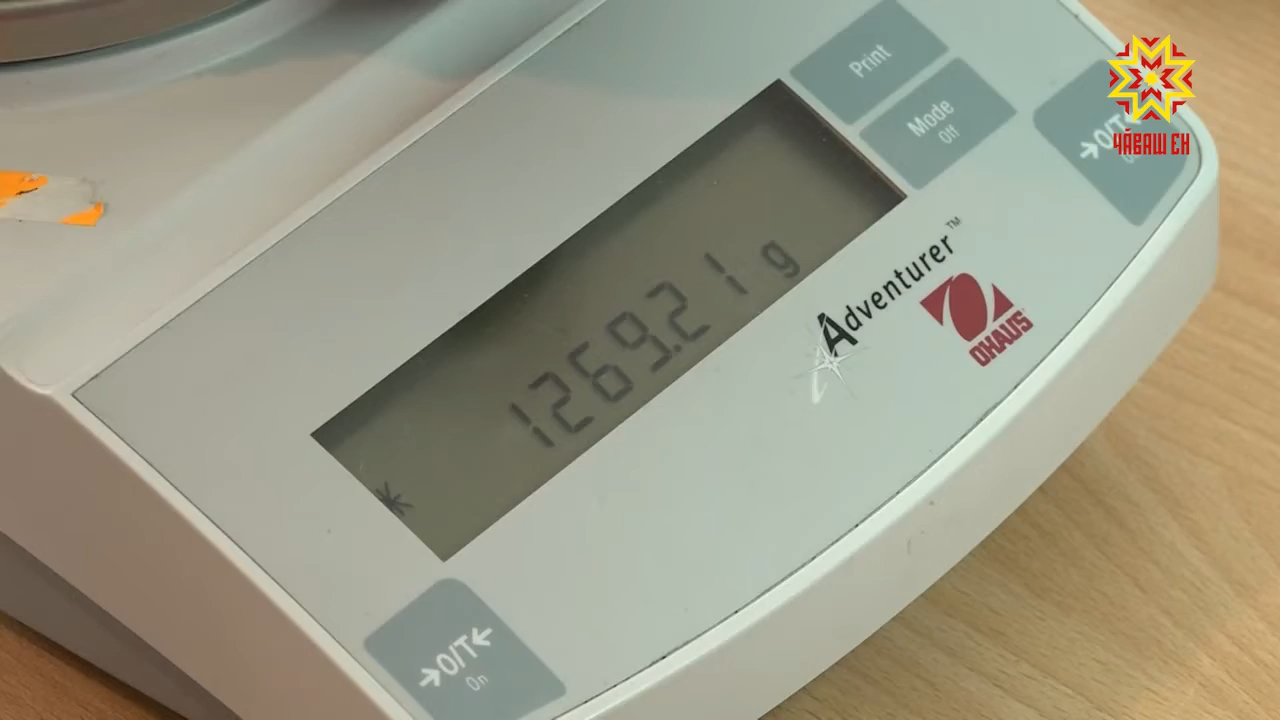 Print
Mode
Off
→0/T←
ЧӐВАШ ЕН
1269.21 g
*
Adventurer™
OHAUS
→0/T←
On